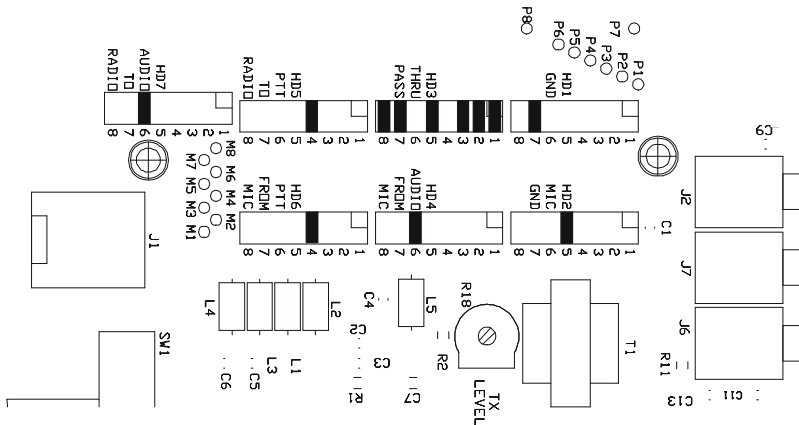 P8
P7
P6
P5
P4
P3
P2
P1
HD7
AUDIO
TO
RADIO
HD5
PTT
TO
RADIO
HD3
THRU
PASS
HD1
GND
C9
8 7 6 5 4 3 2 1
8 7 6 5 4 3 2 1
8 7 6 5 4 3 2 1
8 7 6 5 4 3 2 1
M8
M7
M6
M5
M4
M3
M2
M1
HD6
PTT
FROM
MIC
HD4
AUDIO
FROM
MIC
HD2
MIC
GND
J2
C1
J1
8 7 6 5 4 3 2 1
8 7 6 5 4 3 2 1
8 7 6 5 4 3 2 1
J7
L4
L2
C4
L5
R18
J6
SW1
C2
T1
C6
C5
L3
L1
C3
R2
R11
R1
C7
TX
LEVEL
C13
C11